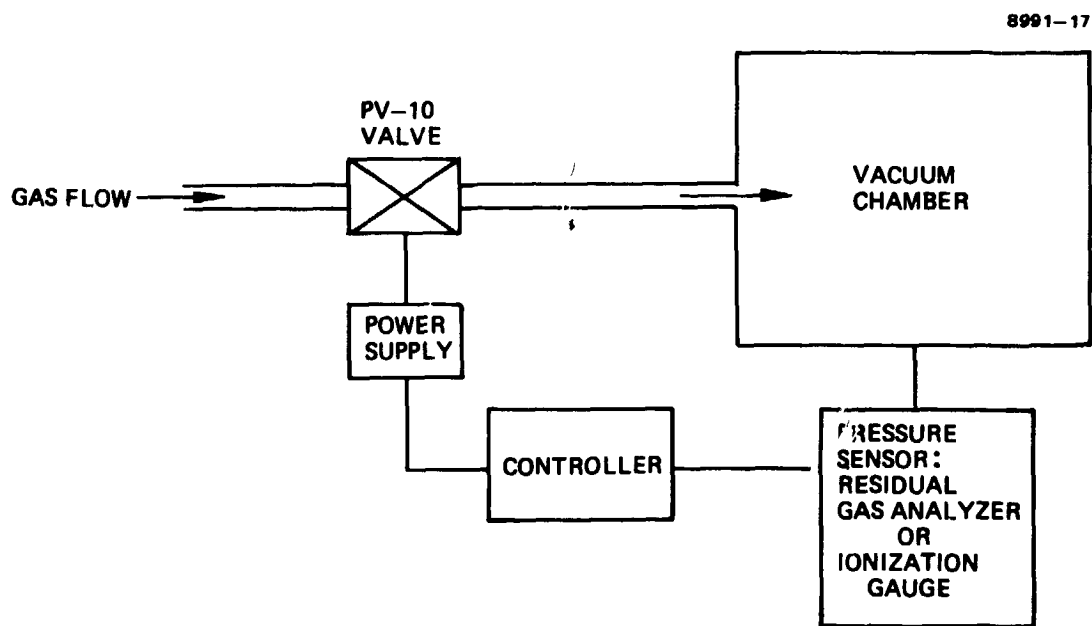 8991-17
PV-10
VALVE
GAS FLOW
VACUUM
CHAMBER
POWER
SUPPLY
CONTROLLER
PRESSURE
SENSOR:
RESIDUAL
GAS ANALYZER
OR
IONIZATION
GAUGE